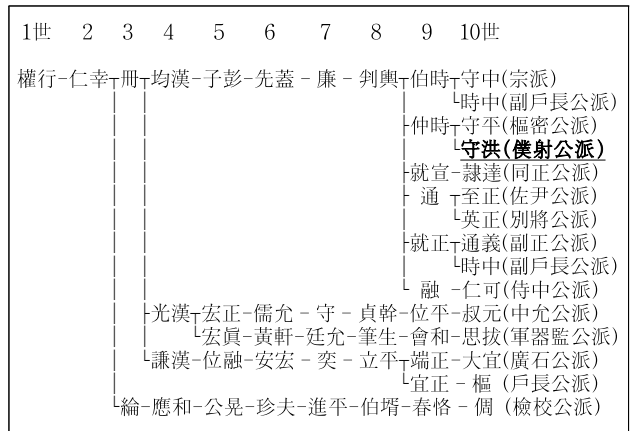 1世 2 3 4 5 6 7 8 9 10世
權行-仁幸┬冊┬均漢-子彭-先蓋 - 廉 - 判輿┬伯時┬守中(宗派)
└時中(副戶長公派)
├仲時┬守平(樞密公派)
└守洪(僕射公派)
├就宣-隷達(同正公派)
├ 通 ┬至正(佐尹公派)
└英正(別將公派)
├就正┬通義(副正公派)
└時中(副戶長公派)
└ 融 -仁可(侍中公派)
├光漢┬宏正-儒允 - 守 - 貞幹-位平-叔元(中允公派)
└宏眞-黃軒-廷允-筆生-會和-思拔(軍器監公派)
└謙漢-位融-安宏 - 奕 - 立平┬端正-大宜(廣石公派)
└宜正 - 樞 (戶長公派)
└綸-應和-公晃-珍夫-進平-伯壻-春恪 - 倜 (檢校公派)